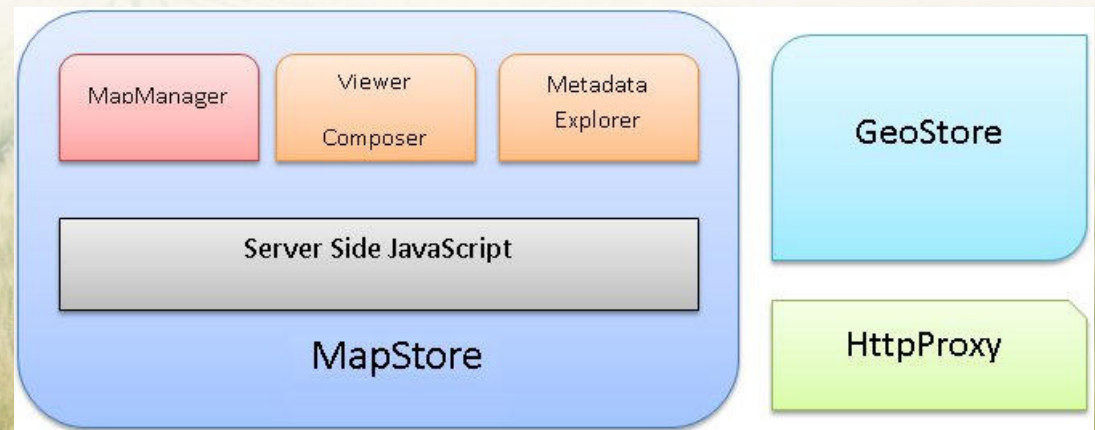 MapManager
Viewer
Composer
Metadata
Explorer
Server Side JavaScript
MapStore
GeoStore
HttpProxy